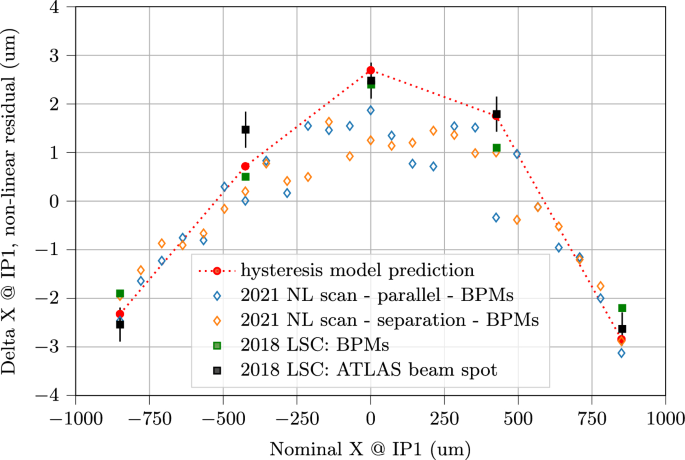 4
3
2
1
0
−1
−2
−3
−4
Delta X @ IP1, non-linear residual (um)
hysteresis model prediction
2021 NL scan - parallel - BPMs
2021 NL scan - separation - BPMs
2018 LSC: BPMs
2018 LSC: ATLAS beam spot
−1000 −750 −500 −250 0 250 500 750 1000
Nominal X @ IP1 (um)